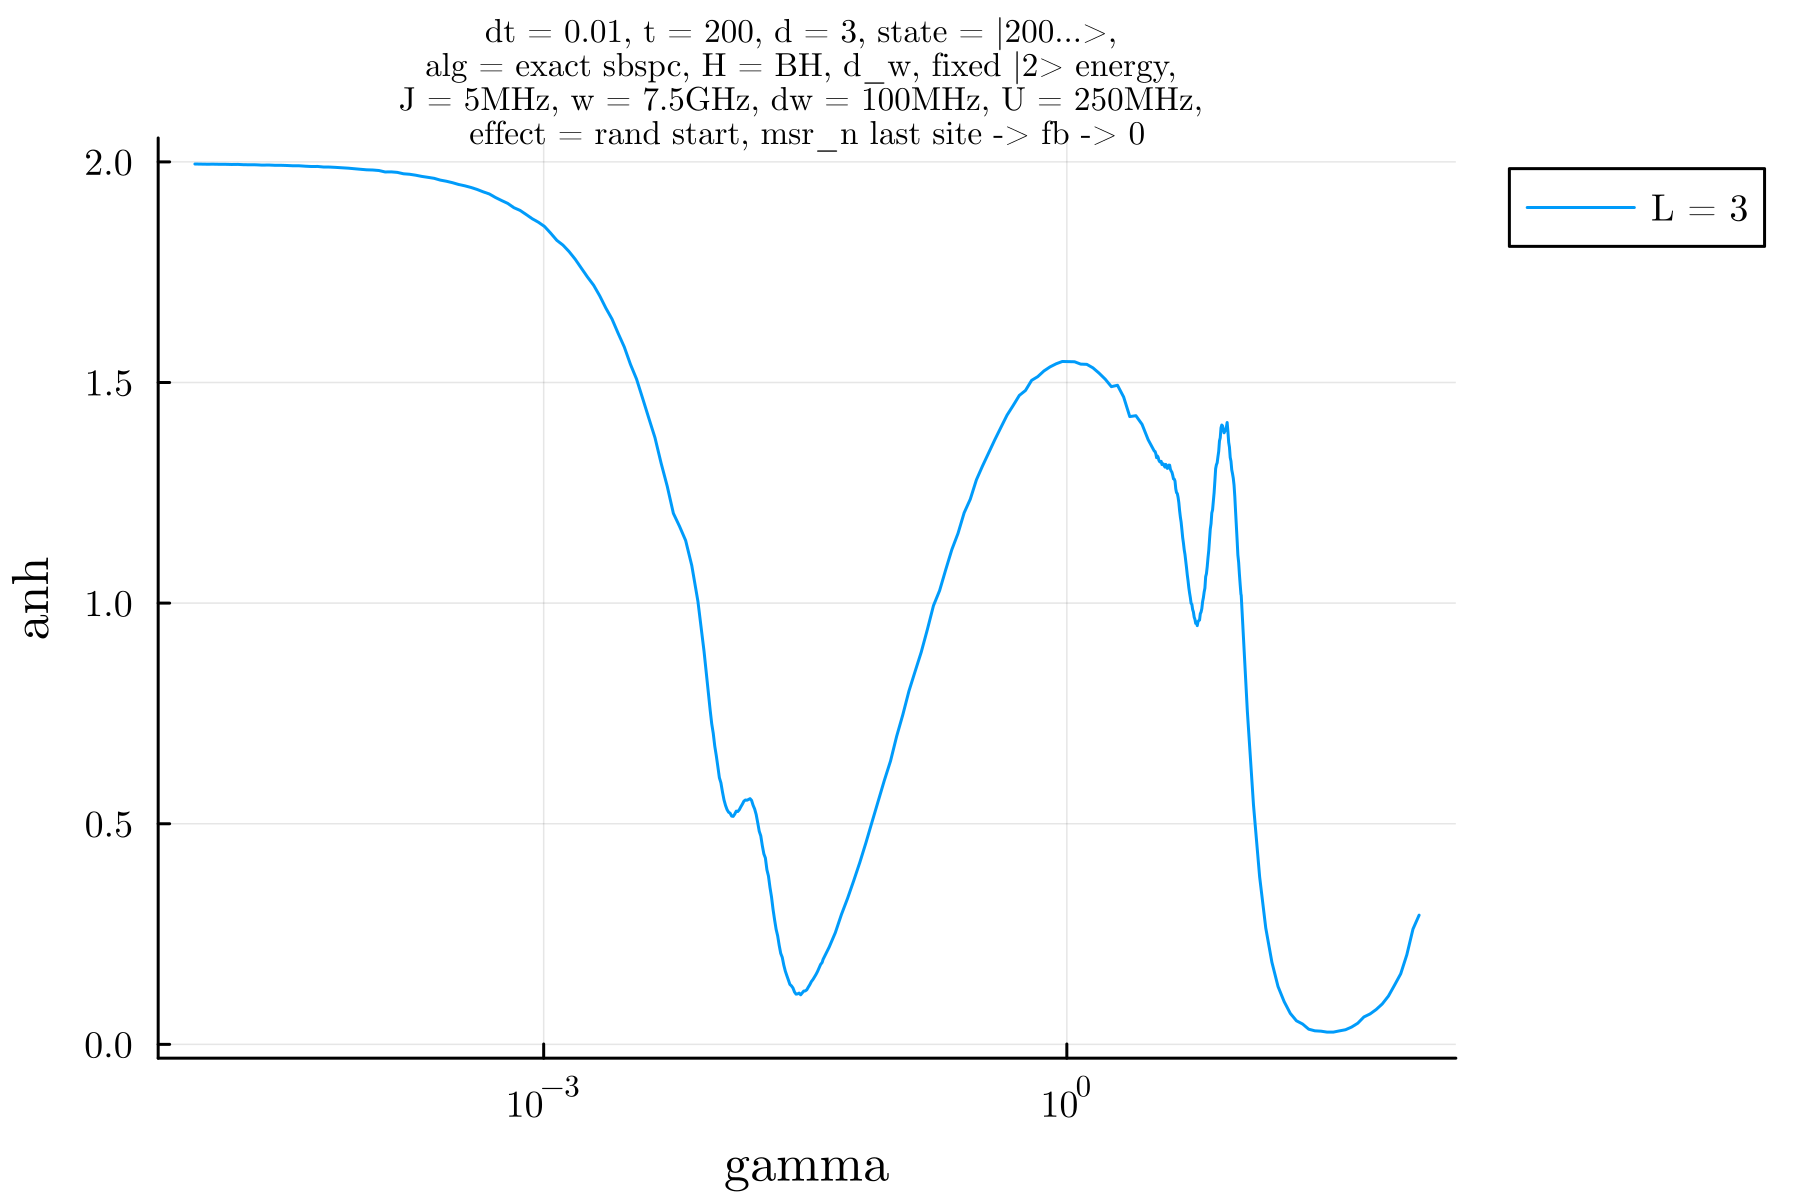 dt = 0.01, t = 200, d = 3, state = |200...>,
alg = exact sbspc, H = BH, d_w, fixed |2> energy,
J = 5MHz, w = 7.5GHz, dw = 100MHz, U = 250MHz,
effect = rand start, msr_n last site -> fb -> 0
L = 3
2.0
1.5
1.0
0.5
0.0
anh
10^−3
10^0
gamma